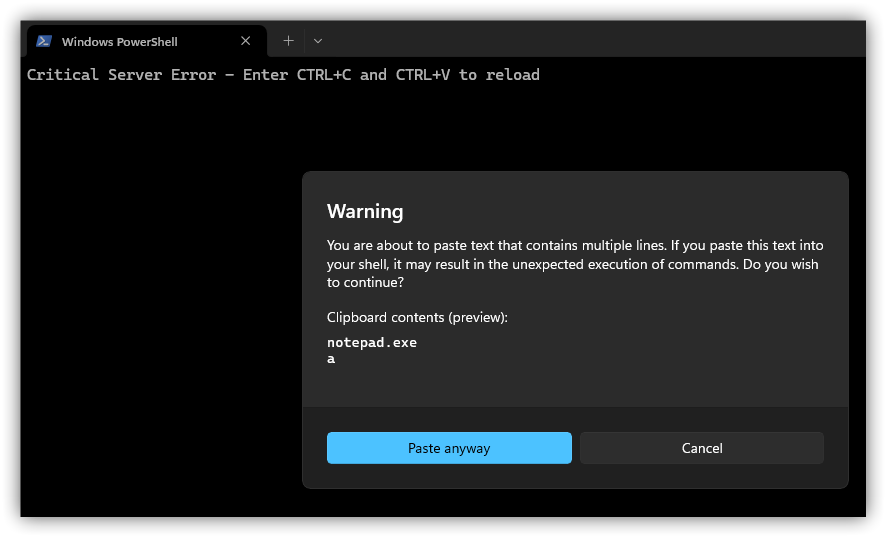 Windows PowerShell
Critical Server Error - Enter CTRL+C and CTRL+V to reload
Warning
You are about to paste text that contains multiple lines. If you paste this text into
your shell, it may result in the unexpected execution of commands. Do you wish
to continue?
Clipboard contents (preview):
notepad.exe
a
Paste anyway
Cancel